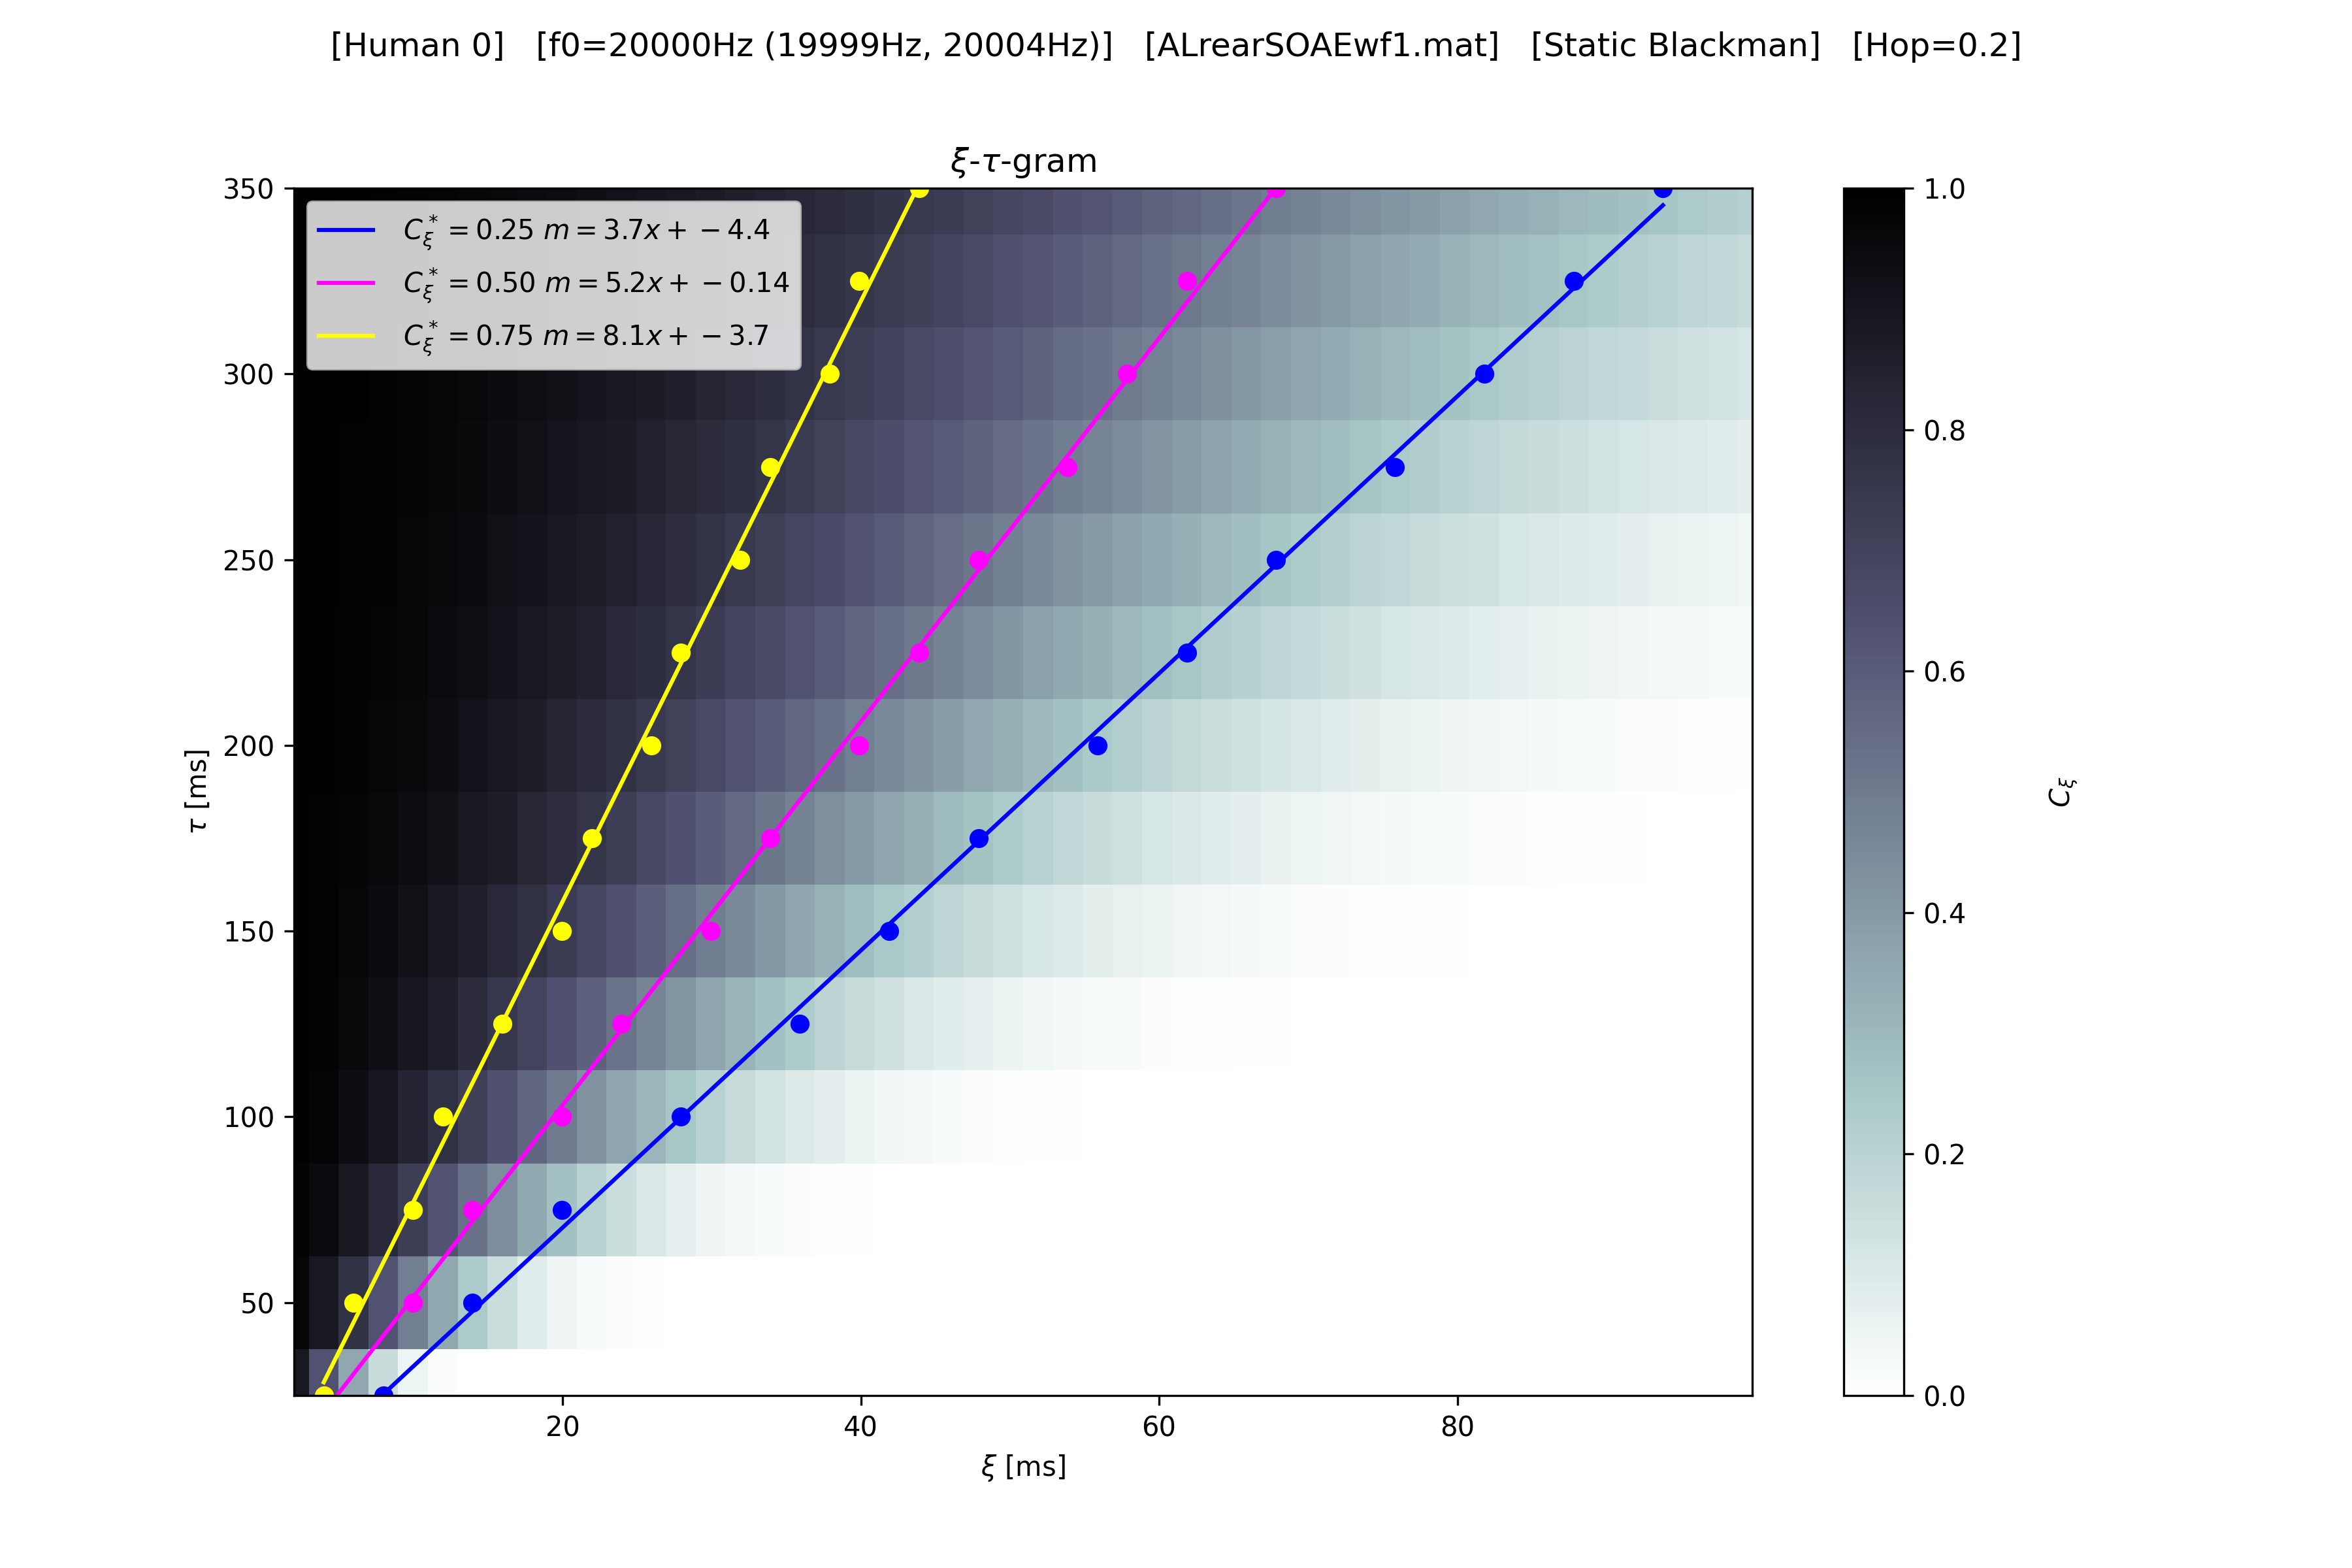 [Human 0]   [f0=20000Hz (19999Hz, 20004Hz)]   [ALrearSOAEwf1.mat]   [Static Blackman]   [Hop=0.2]
ξ-τ-gram
C*ξ = 0.25 m = 3.7x + −4.4
C*ξ = 0.50 m = 5.2x + −0.14
C*ξ = 0.75 m = 8.1x + −3.7
350
300
250
200
150
100
50
τ [ms]
20 40 60 80
ξ [ms]
1.0
0.8
0.6
0.4
0.2
0.0
Cξ